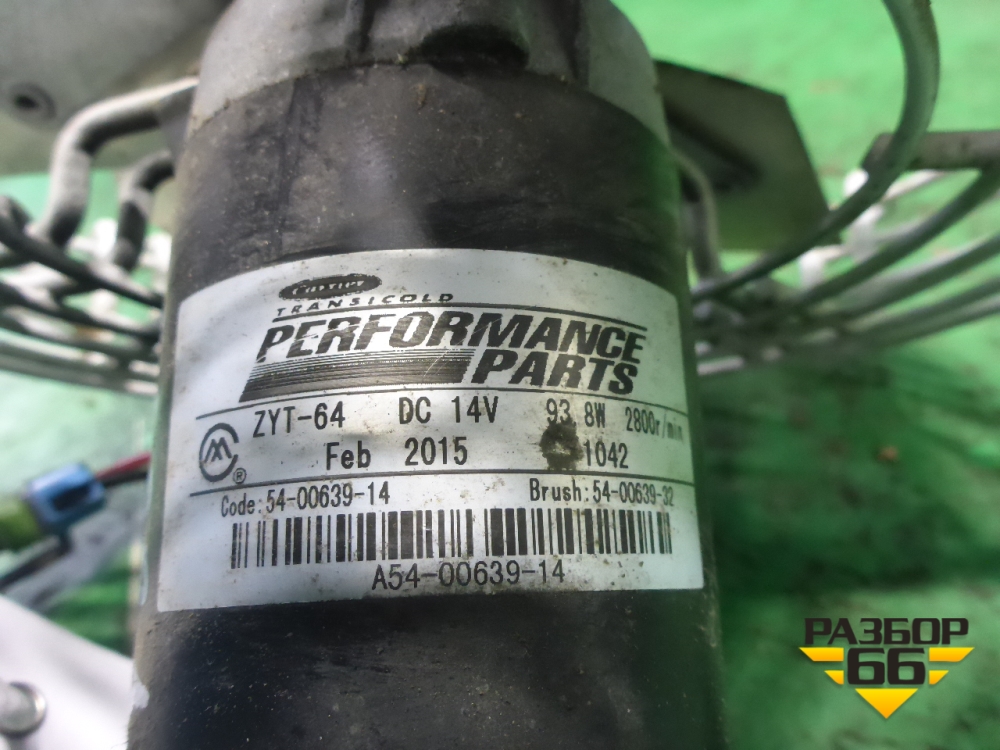 Carrier
TRANSICOLD
PERFORMANCE
PARTS
ZYT-64 DC 14V 93.8W 2800r/min
Feb 2015 1042
®
Code:54-00639-14 Brush:54-00639-32
A54-00639-14
РАЗБОР
66